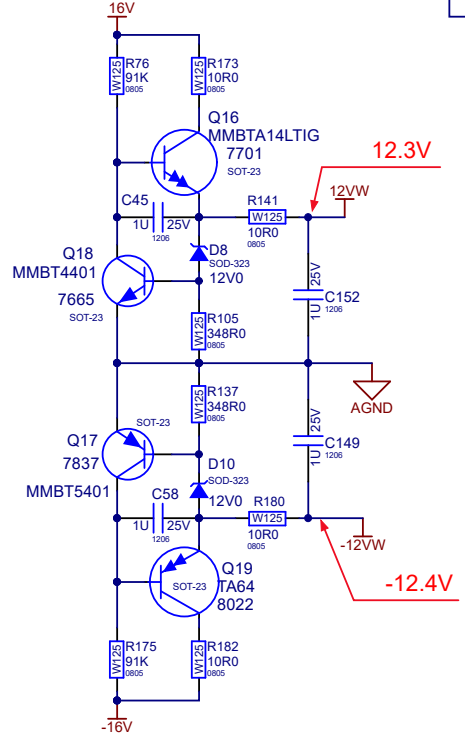 16V
R76
91K
0805
W125
R173
10R0
0805
W125
Q16
MMBTA14LTIG
7701
SOT-23
12.3V
C45
1U
25V
1206
R141
W125
10R0
0805
12VW
Q18
MMBT4401
7665
SOT-23
D8
SOD-323
12V0
25V
C152
1U
1206
R105
348R0
0805
W125
AGND
R137
348R0
0805
W125
SOT-23
Q17
7837
MMBT5401
25V
C149
1U
1206
D10
SOD-323
12V0
C58
1U
25V
1206
R180
W125
10R0
0805
-12VW
Q19
SOT-23
TA64
8022
-12.4V
R175
91K
0805
W125
R182
10R0
0805
W125
-16V